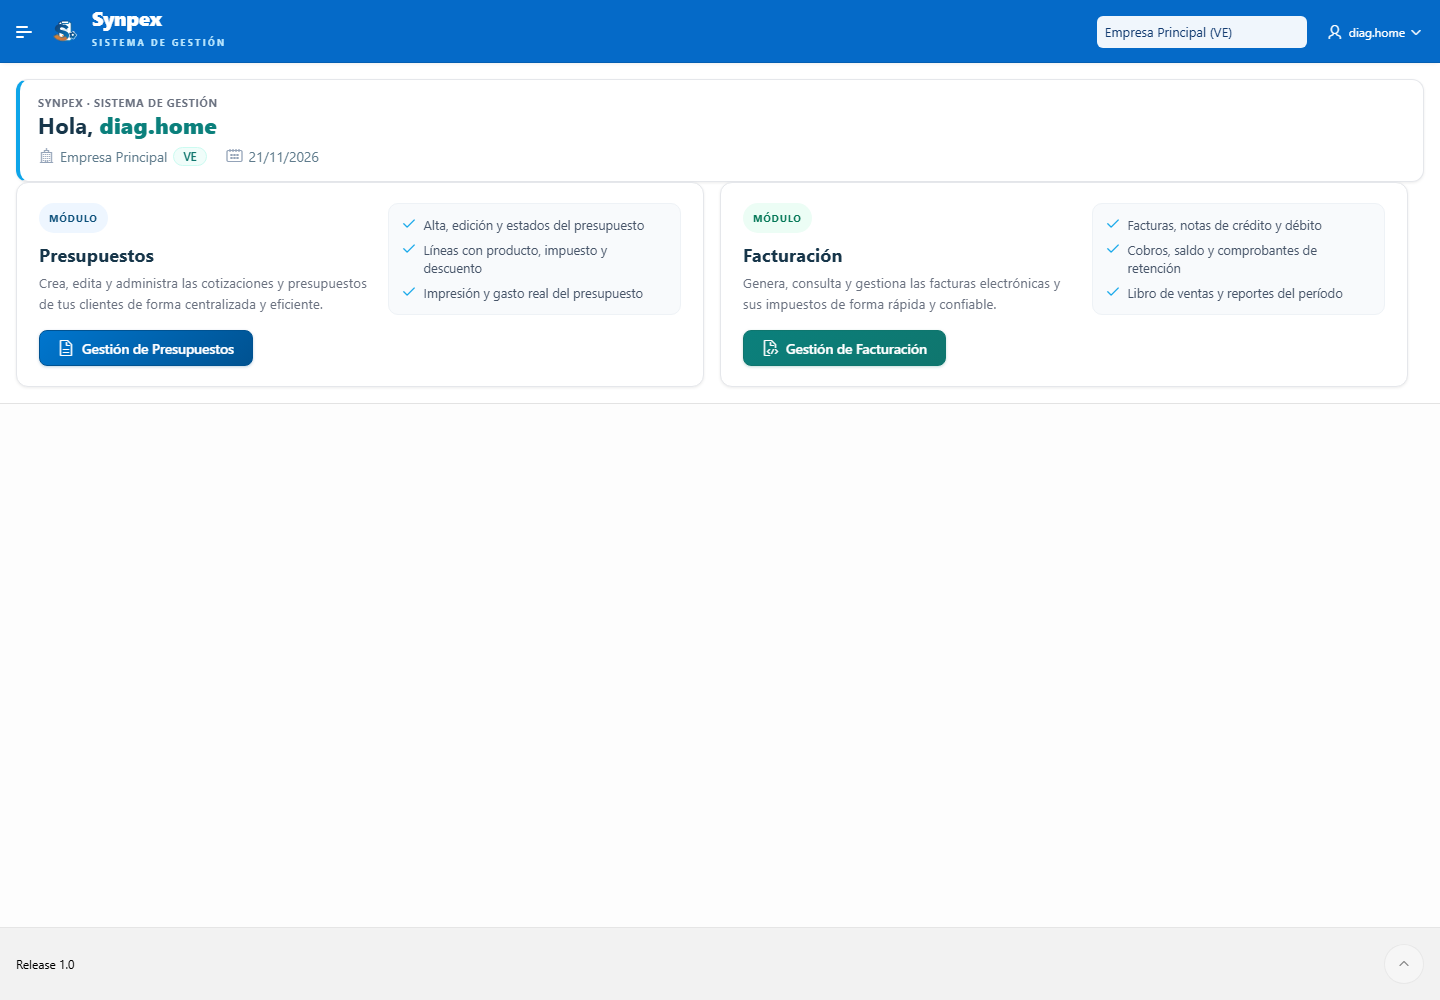 Synpex
SISTEMA DE GESTIÓN
Empresa Principal (VE)
diag.home
SYNPEX · SISTEMA DE GESTIÓN
Hola, diag.home
Empresa Principal VE 21/11/2026
MÓDULO
Presupuestos
Crea, edita y administra las cotizaciones y presupuestos
de tus clientes de forma centralizada y eficiente.
Gestión de Presupuestos
Alta, edición y estados del presupuesto
Líneas con producto, impuesto y
descuento
Impresión y gasto real del presupuesto
MÓDULO
Facturación
Genera, consulta y gestiona las facturas electrónicas y
sus impuestos de forma rápida y confiable.
Gestión de Facturación
Facturas, notas de crédito y débito
Cobros, saldo y comprobantes de
retención
Libro de ventas y reportes del período
Release 1.0